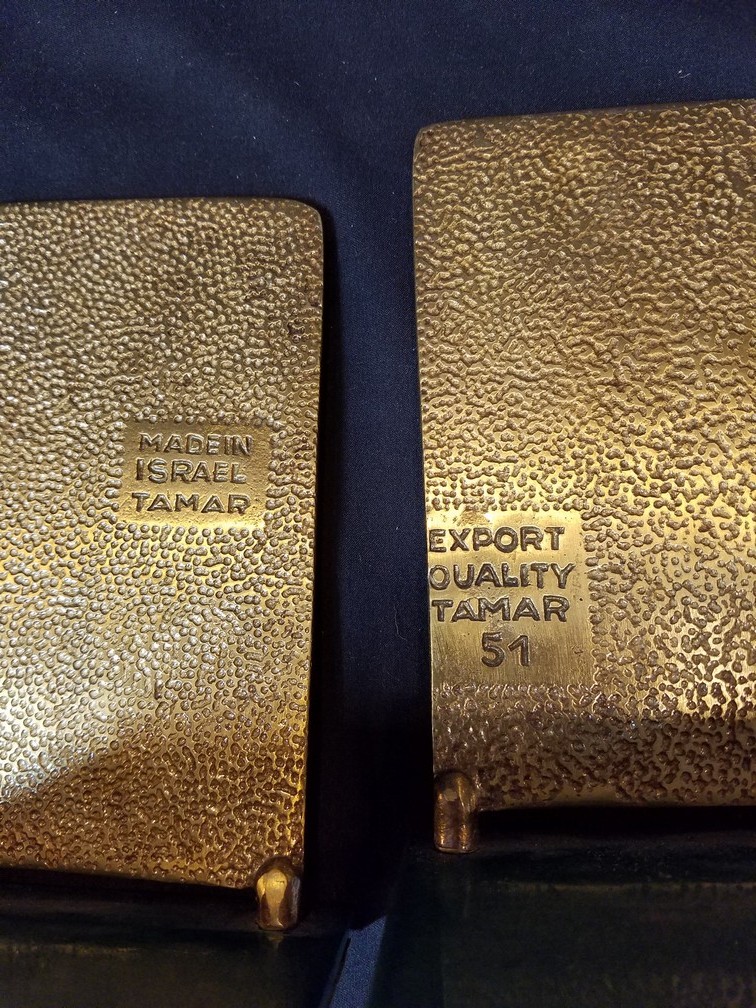 MADE IN
ISRAEL
TAMAR
EXPORT
QUALITY
TAMAR
51